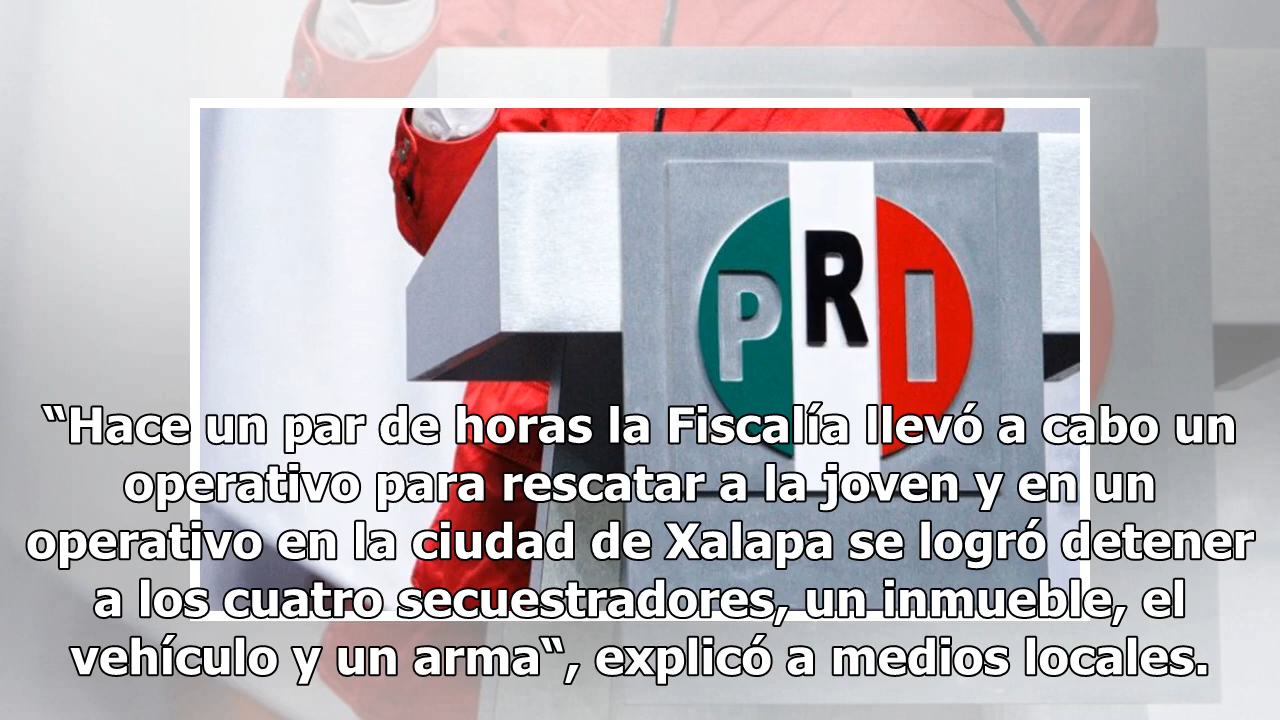 PRI
“Hace un par de horas la Fiscalía llevó a cabo un
operativo para rescatar a la joven y en un
operativo en la ciudad de Xalapa se logró detener
a los cuatro secuestradores, un inmueble, el
vehículo y un arma“, explicó a medios locales.